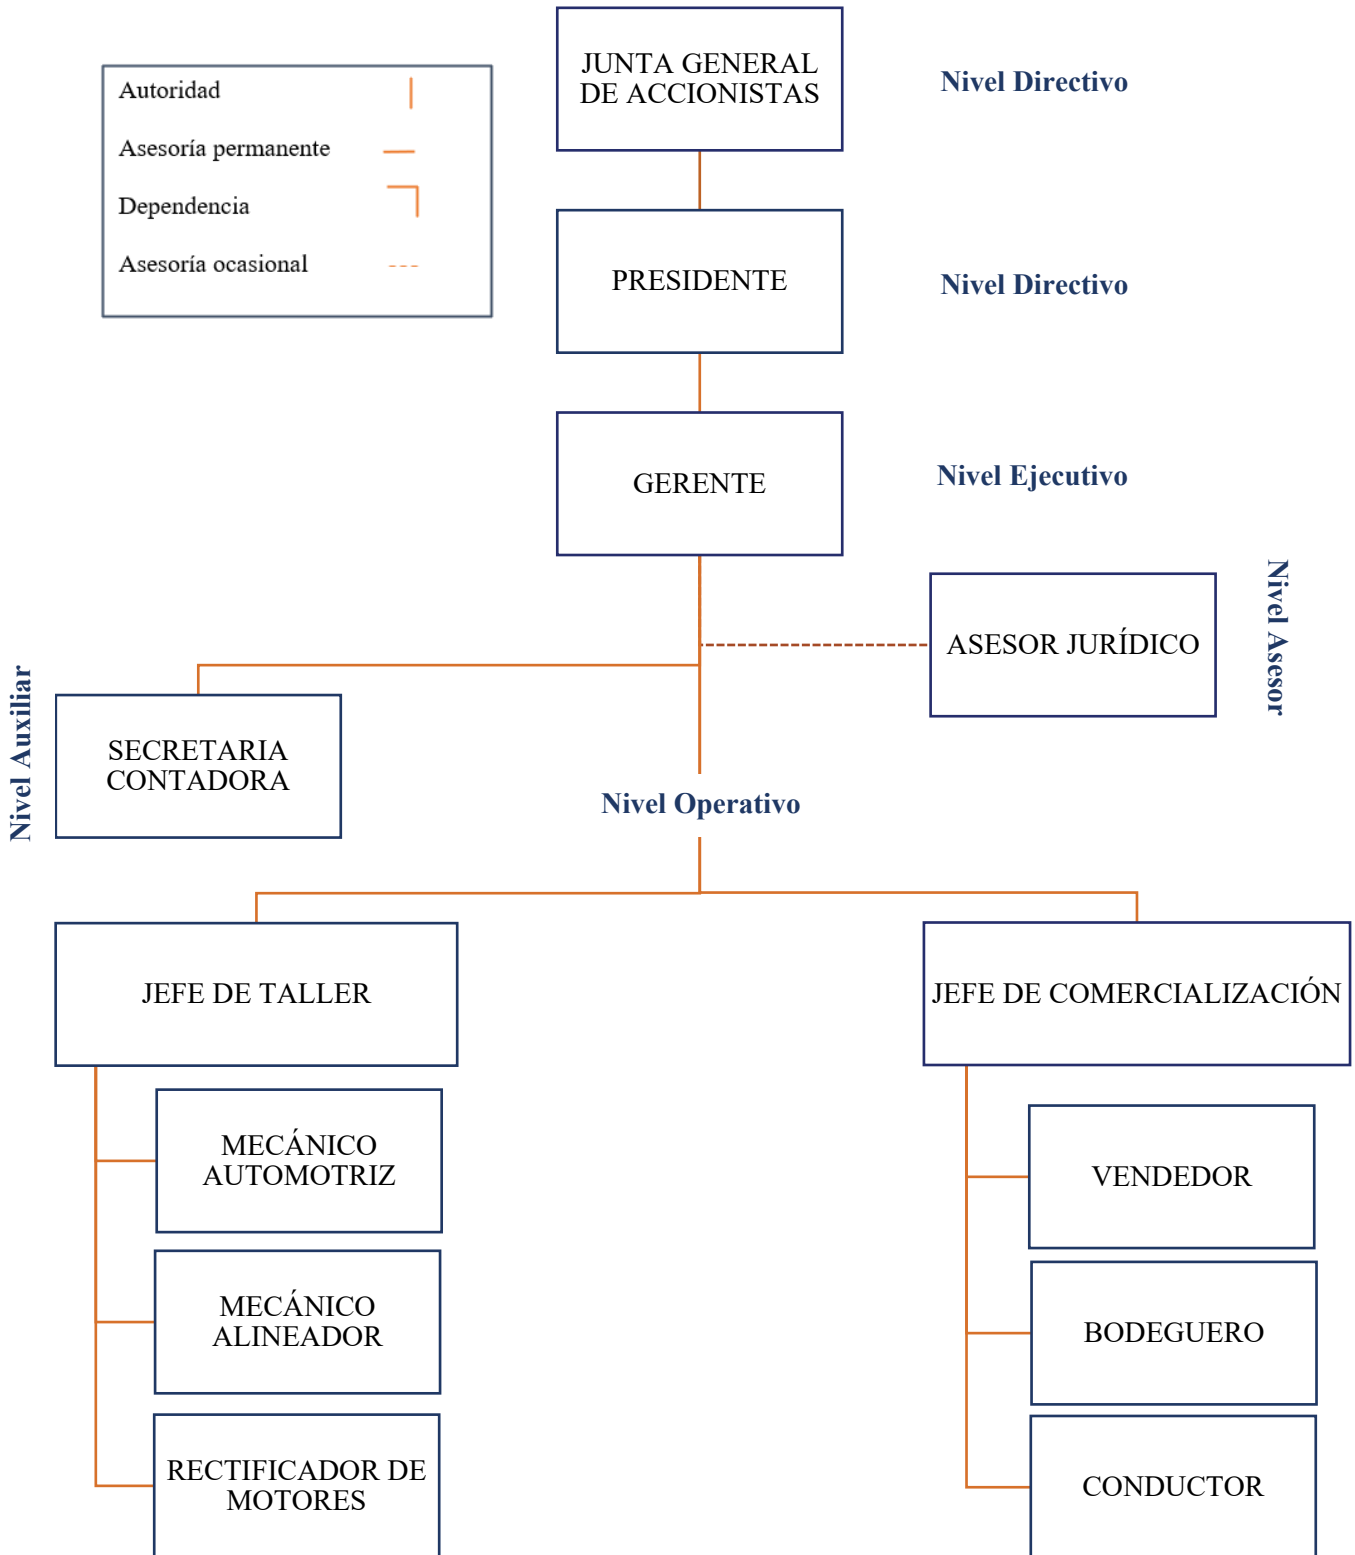 JUNTA GENERAL
DE ACCIONISTAS
Nivel Directivo
Autoridad
Asesoría permanente
Dependencia
Asesoría ocasional
PRESIDENTE
Nivel Directivo
GERENTE
Nivel Ejecutivo
ASESOR JURÍDICO
Nivel Asesor
Nivel Auxiliar
SECRETARIA
CONTADORA
Nivel Operativo
JEFE DE TALLER
JEFE DE COMERCIALIZACIÓN
MECÁNICO
AUTOMOTRIZ
VENDEDOR
MECÁNICO
ALINEADOR
BODEGUERO
RECTIFICADOR DE
MOTORES
CONDUCTOR